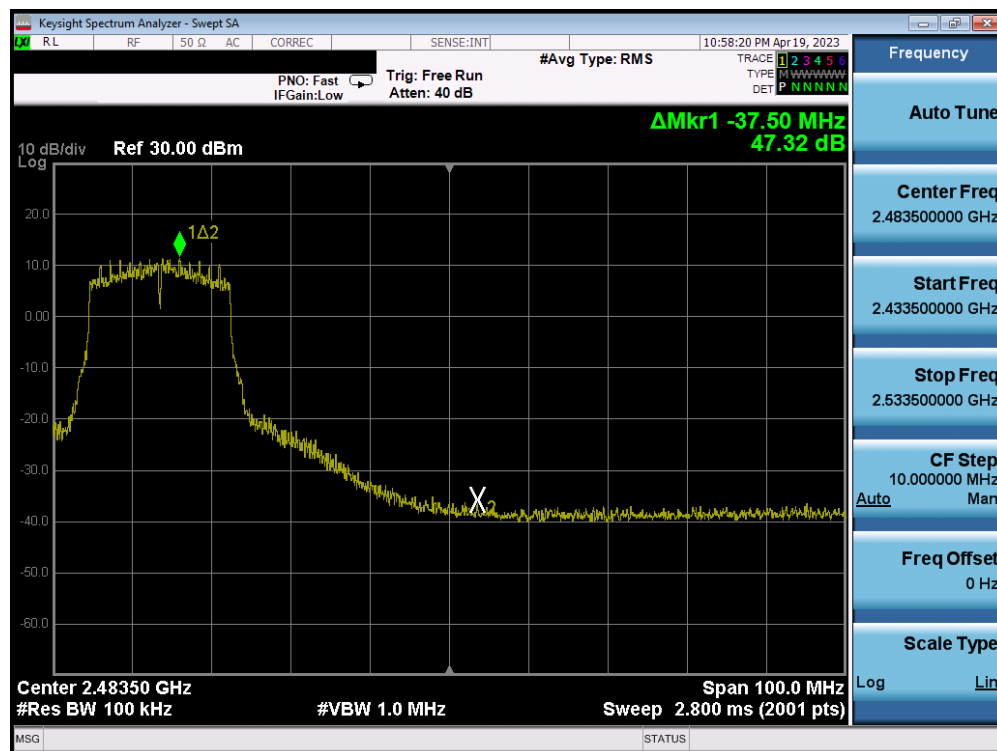 Keysight Spectrum Analyzer - Swept SA
LXI RL RF 50 Ω AC CORREC SENSE:INT 10:58:20 PM Apr 19, 2023
#Avg Type: RMS
TRACE 1 2 3 4 5 6
TYPE M W W W W W
DET P N N N N N
PNO: Fast
IFGain:Low
Trig: Free Run
Atten: 40 dB
ΔMkr1 -37.50 MHz
47.32 dB
10 dB/div Ref 30.00 dBm
Log
20.0
10.0
0.00
-10.0
-20.0
-30.0
-40.0
-50.0
-60.0
1Δ2
X2
Center 2.48350 GHz
Span 100.0 MHz
#Res BW 100 kHz
#VBW 1.0 MHz
Sweep 2.800 ms (2001 pts)
MSG
STATUS
Frequency
Auto Tune
Center Freq
2.483500000 GHz
Start Freq
2.433500000 GHz
Stop Freq
2.533500000 GHz
CF Step
10.000000 MHz
Auto Man
Freq Offset
0 Hz
Scale Type
Log Lin